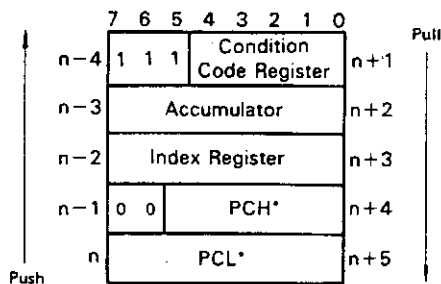 7 6 5 4 3 2 1 0
Pull
n-4 1 1 1 Condition Code Register n+1
n-3 Accumulator n+2
n-2 Index Register n+3
n-1 0 0 PCH* n+4
n PCL* n+5
Push